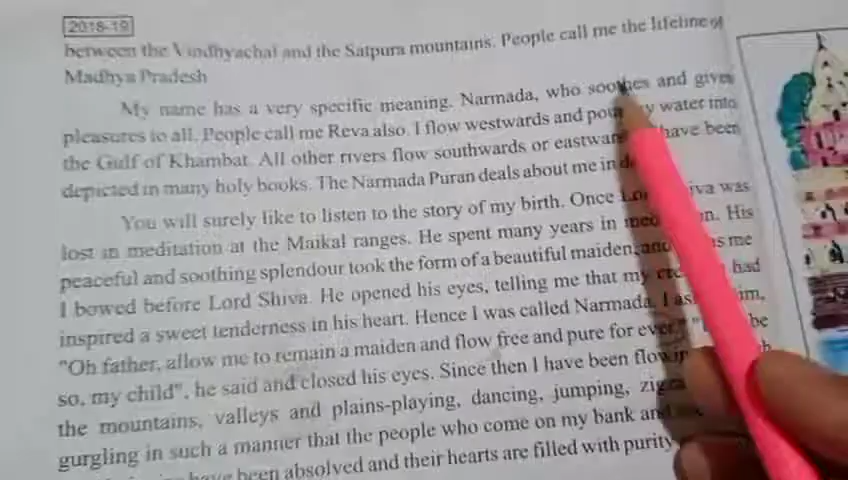 2018-19
between the Vindhyachal and the Satpura mountains. People call me the lifeline of
Madhya Pradesh
My name has a very specific meaning. Narmada, who soothes and gives
pleasures to all. People call me Reva also. I flow westwards and pour my water into
the Gulf of Khambat. All other rivers flow southwards or eastwards. have been
depicted in many holy books. The Narmada Puran deals about me in
You will surely like to listen to the story of my birth. Once Lord Shiva was
lost in meditation at the Maikal ranges. He spent many years in meditation. His
peaceful and soothing splendour took the form of a beautiful maiden, and me
I bowed before Lord Shiva. He opened his eyes, telling me that my had
inspired a sweet tenderness in his heart. Hence I was called Narmada. I him,
"Oh father, allow me to remain a maiden and flow free and pure for ever." be
so, my child", he said and closed his eyes. Since then I have been
the mountains, valleys and plains-playing, dancing, jumping,
gurgling in such a manner that the people who come on my bank and
have been absolved and their hearts are filled with purity